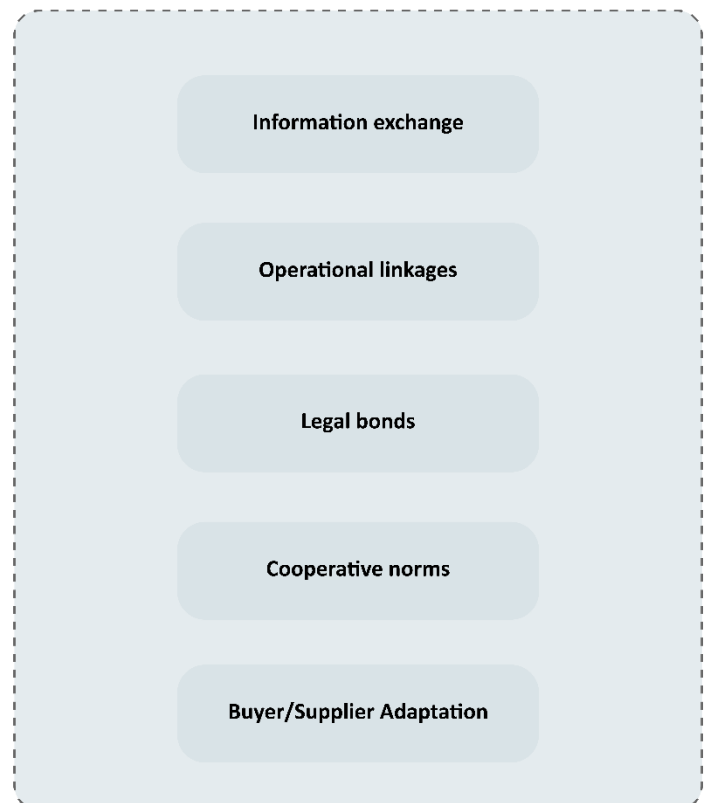 Information exchange
Operational linkages
Legal bonds
Cooperative norms
Buyer/Supplier Adaptation